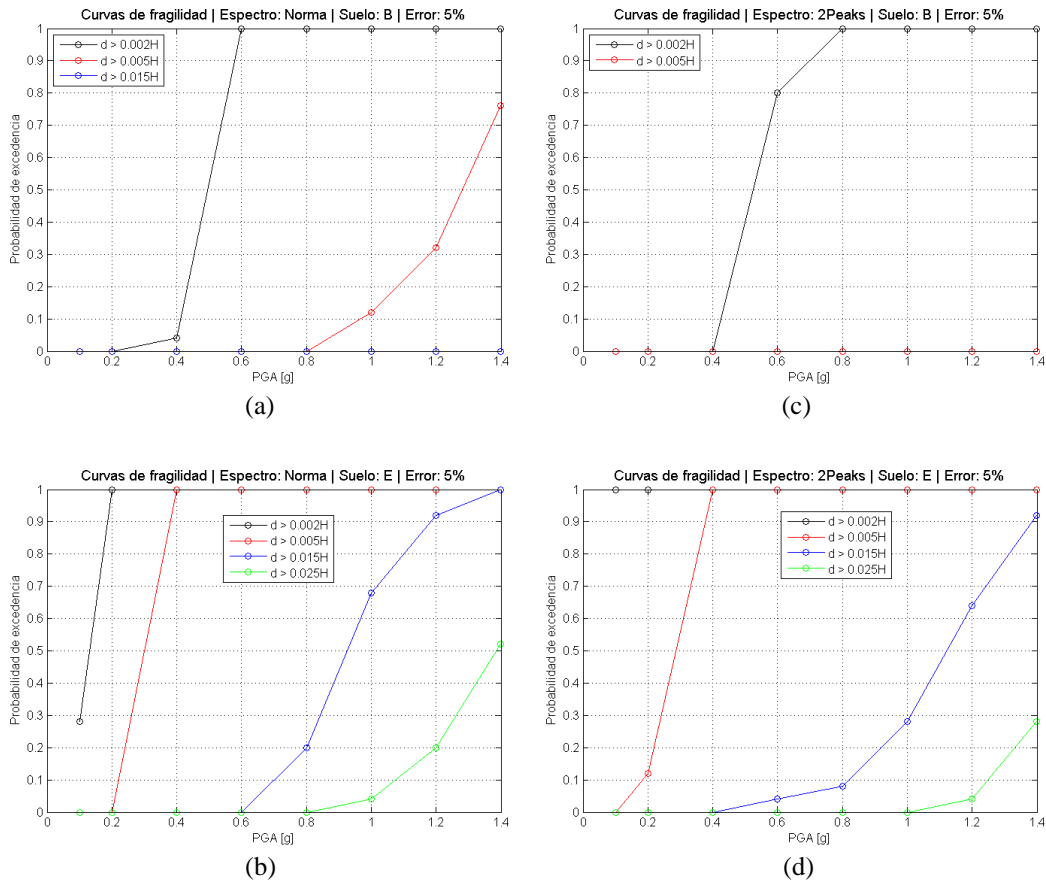 Curvas de fragilidad | Espectro: Norma | Suelo: B | Error: 5%
1
0.9
0.8
0.7
0.6
0.5
0.4
0.3
0.2
0.1
0
Probabilidad de excedencia
d > 0.002H
d > 0.005H
d > 0.015H
0 0.2 0.4 0.6 0.8 1 1.2 1.4
PGA [g]
(a)
Curvas de fragilidad | Espectro: 2Peaks | Suelo: B | Error: 5%
1
0.9
0.8
0.7
0.6
0.5
0.4
0.3
0.2
0.1
0
Probabilidad de excedencia
d > 0.002H
d > 0.005H
0 0.2 0.4 0.6 0.8 1 1.2 1.4
PGA [g]
(c)
Curvas de fragilidad | Espectro: Norma | Suelo: E | Error: 5%
1
0.9
0.8
0.7
0.6
0.5
0.4
0.3
0.2
0.1
0
Probabilidad de excedencia
d > 0.002H
d > 0.005H
d > 0.015H
d > 0.025H
0 0.2 0.4 0.6 0.8 1 1.2 1.4
PGA [g]
(b)
Curvas de fragilidad | Espectro: 2Peaks | Suelo: E | Error: 5%
1
0.9
0.8
0.7
0.6
0.5
0.4
0.3
0.2
0.1
0
Probabilidad de excedencia
d > 0.002H
d > 0.005H
d > 0.015H
d > 0.025H
0 0.2 0.4 0.6 0.8 1 1.2 1.4
PGA [g]
(d)